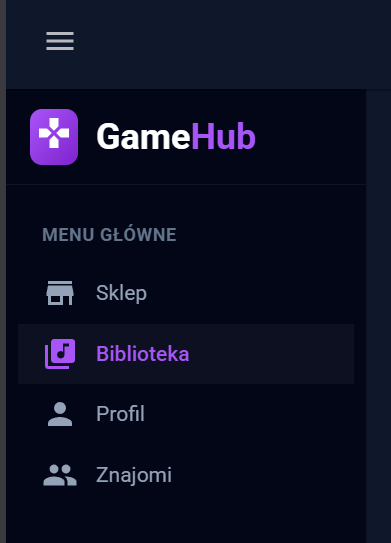 GameHub
MENU GŁÓWNE
Sklep
Biblioteka
Profil
Znajomi